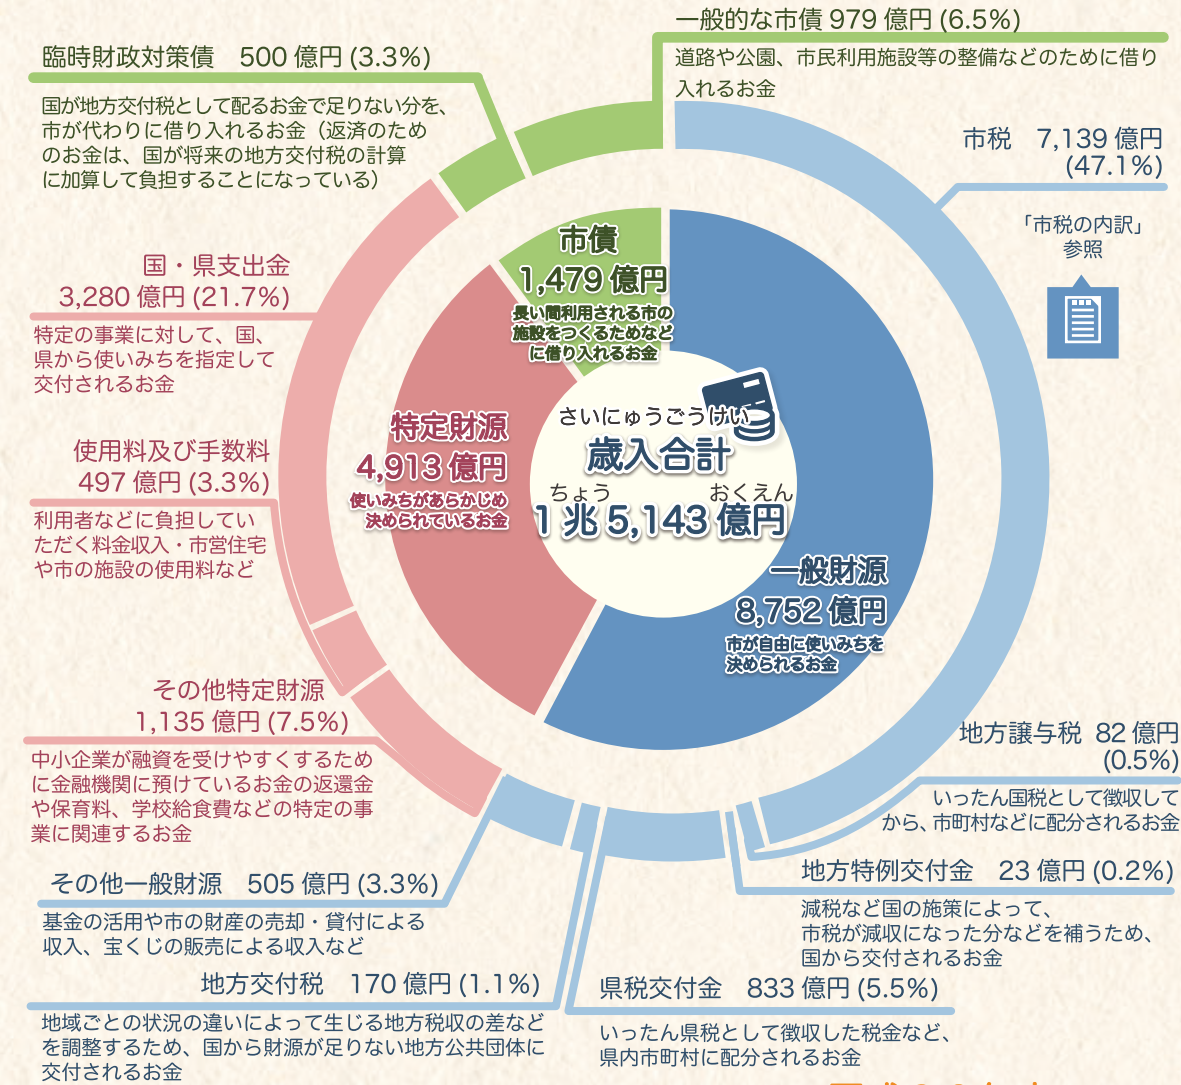 一般的な市債 979 億円 (6.5%)
道路や公園、市民利用施設等の整備などのために借り
入れるお金
臨時財政対策債 500 億円 (3.3%)
国が地方交付税として配るお金で足りない分を、
市が代わりに借り入れるお金（返済のため
のお金は、国が将来の地方交付税の計算
に加算して負担することになっている）
市税 7,139 億円
(47.1%)
「市税の内訳」
参照
国・県支出金
3,280 億円 (21.7%)
特定の事業に対して、国、
県から使いみちを指定して
交付されるお金
使用料及び手数料
497 億円 (3.3%)
利用者などに負担してい
ただく料金収入・市営住宅
や市の施設の使用料など
市債
1,479 億円
長い間利用される市の
施設をつくるためなど
に借り入れるお金
特定財源
4,913 億円
使いみちがあらかじめ
決められているお金
さいにゅうごうけい
歳入合計
ちょう おくえん
1 兆 5,143 億円
一般財源
8,752 億円
市が自由に使いみちを
決められるお金
その他特定財源
1,135 億円 (7.5%)
中小企業が融資を受けやすくするため
に金融機関に預けているお金の返還金
や保育料、学校給食費などの特定の事
業に関連するお金
地方譲与税 82 億円
(0.5%)
いったん国税として徴収して
から、市町村などに配分されるお金
地方特例交付金 23 億円 (0.2%)
減税など国の施策によって、
市税が減収になった分などを補うため、
国から交付されるお金
その他一般財源 505 億円 (3.3%)
基金の活用や市の財産の売却・貸付による
収入、宝くじの販売による収入など
地方交付税 170 億円 (1.1%)
地域ごとの状況の違いによって生じる地方税収の差など
を調整するため、国から財源が足りない地方公共団体に
交付されるお金
県税交付金 833 億円 (5.5%)
いったん県税として徴収した税金など、
県内市町村に配分されるお金